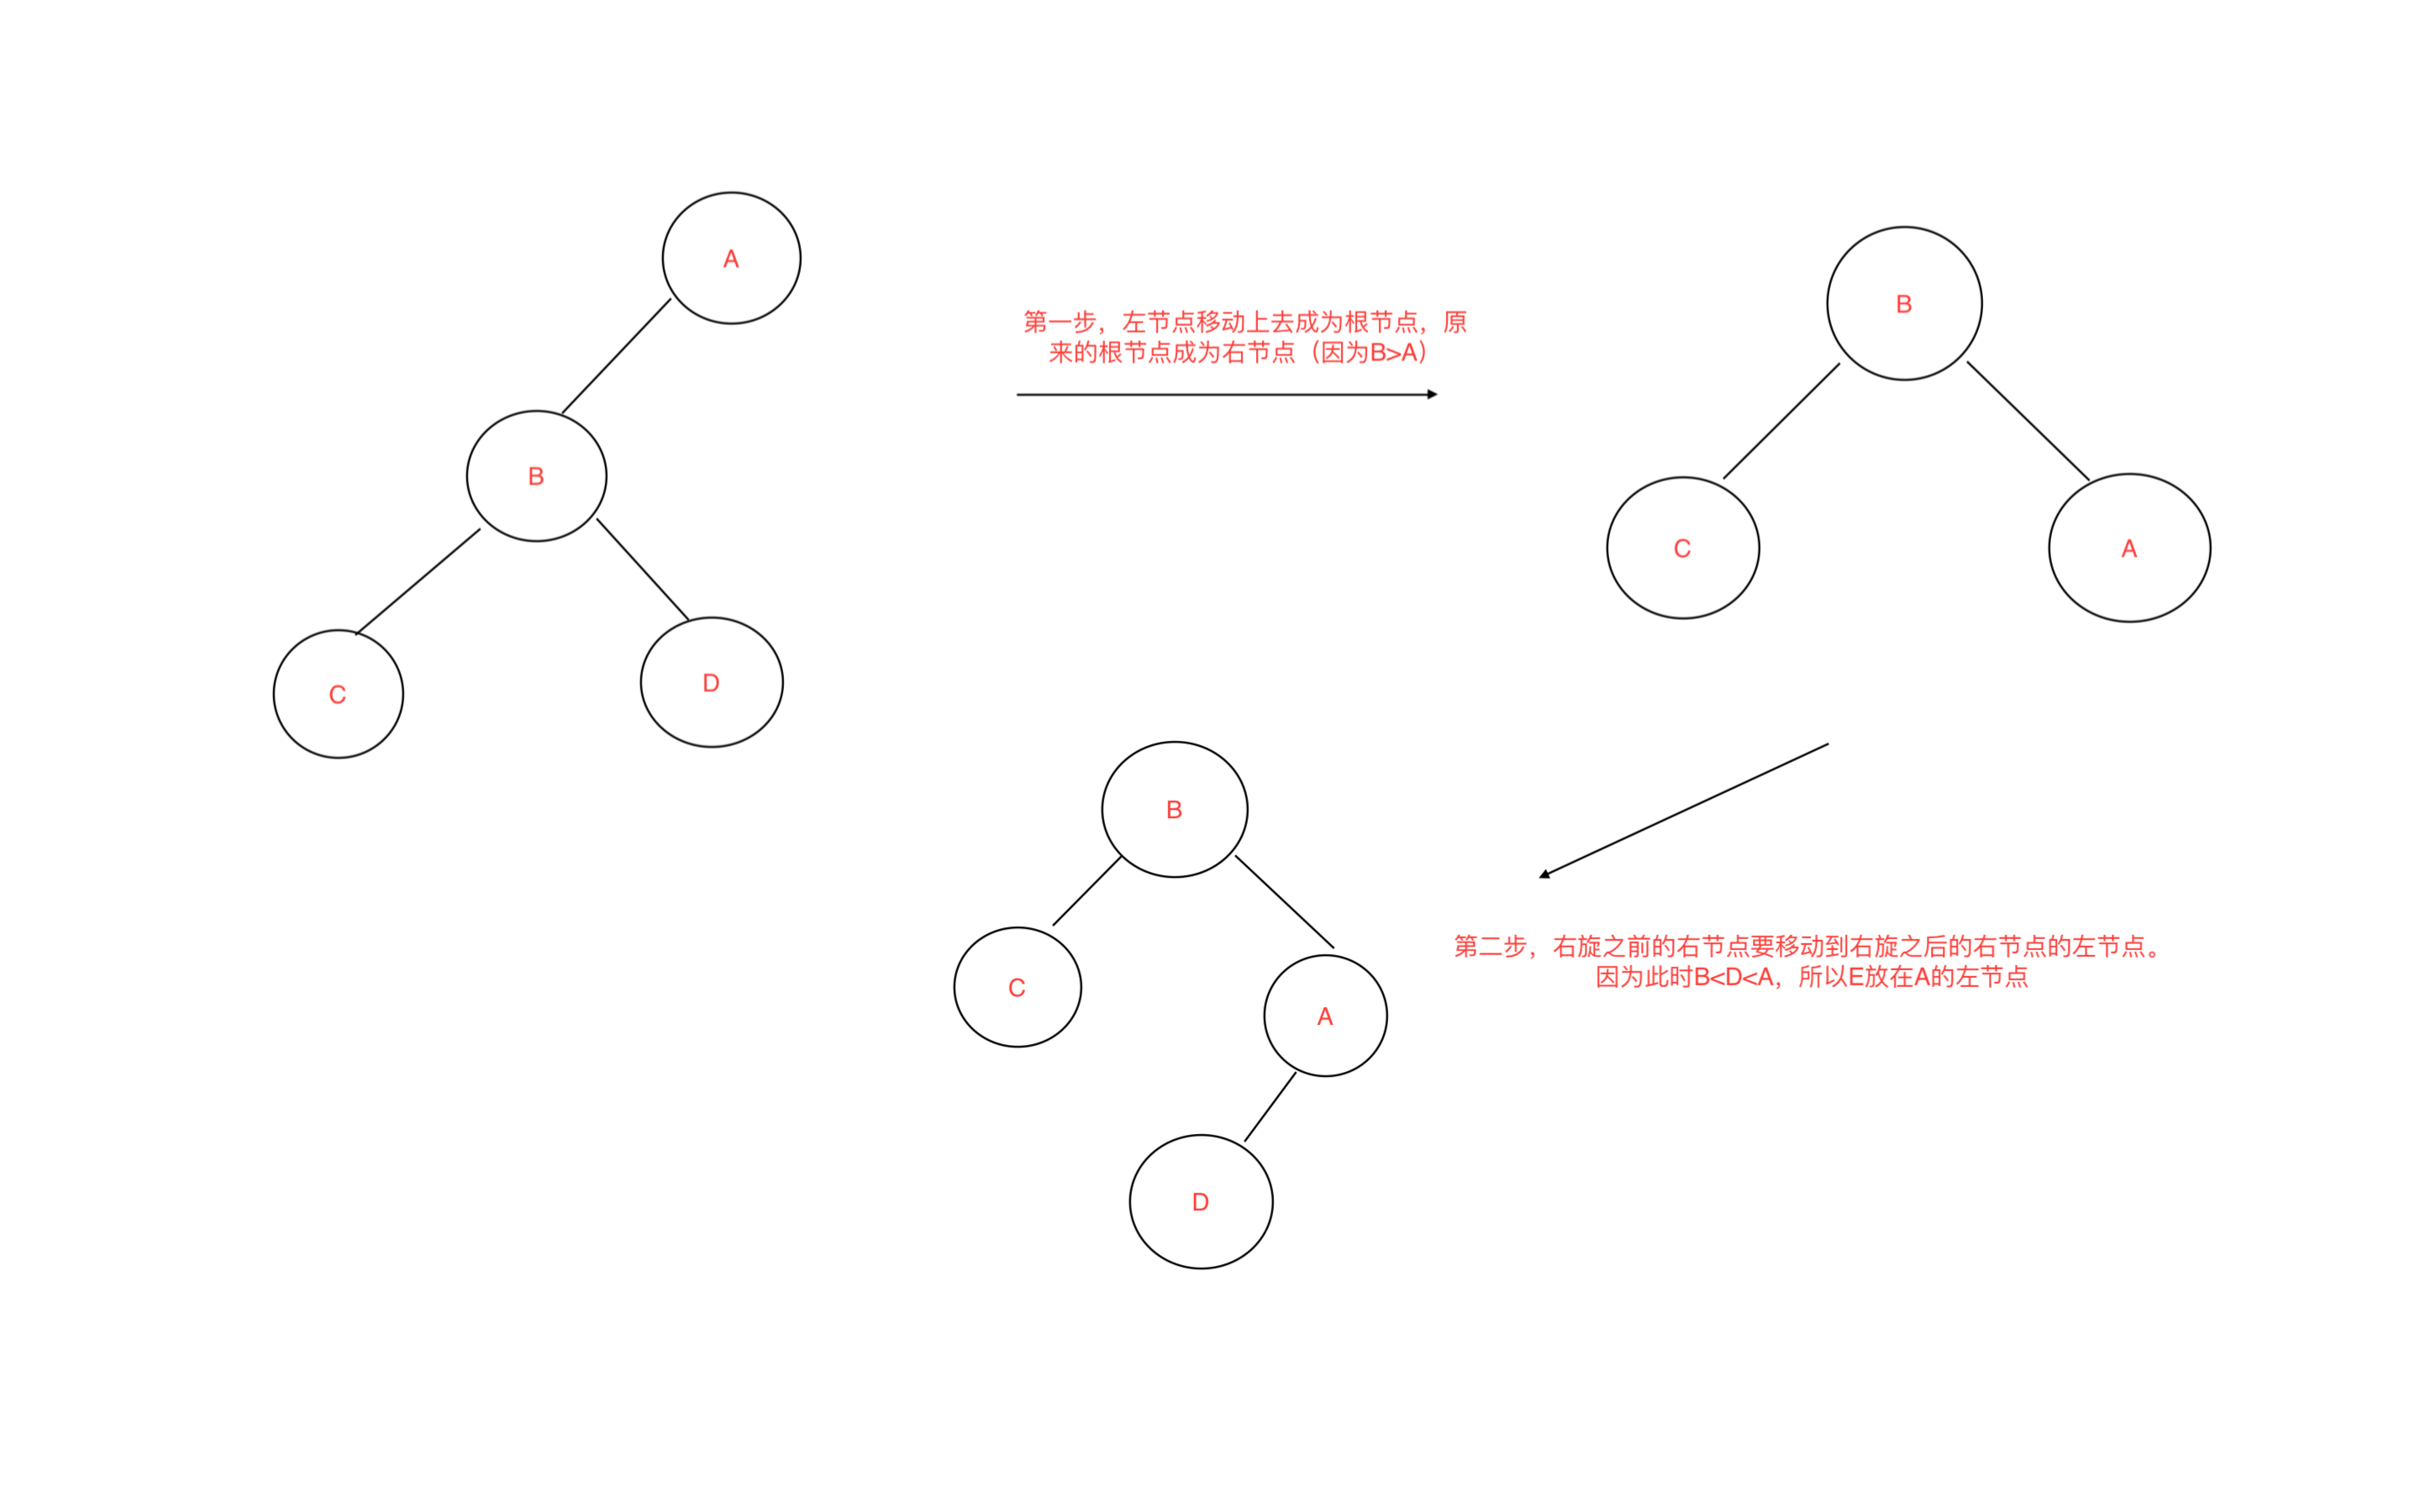 A
B
C
D
第一步，左节点移动上去成为根节点，原
来的根节点成为右节点（因为B>A）
B
C
A
第二步，右旋之前的右节点要移动到右旋之后的右节点的左节点。
因为此时B<D<A，所以E放在A的左节点
B
C
A
D